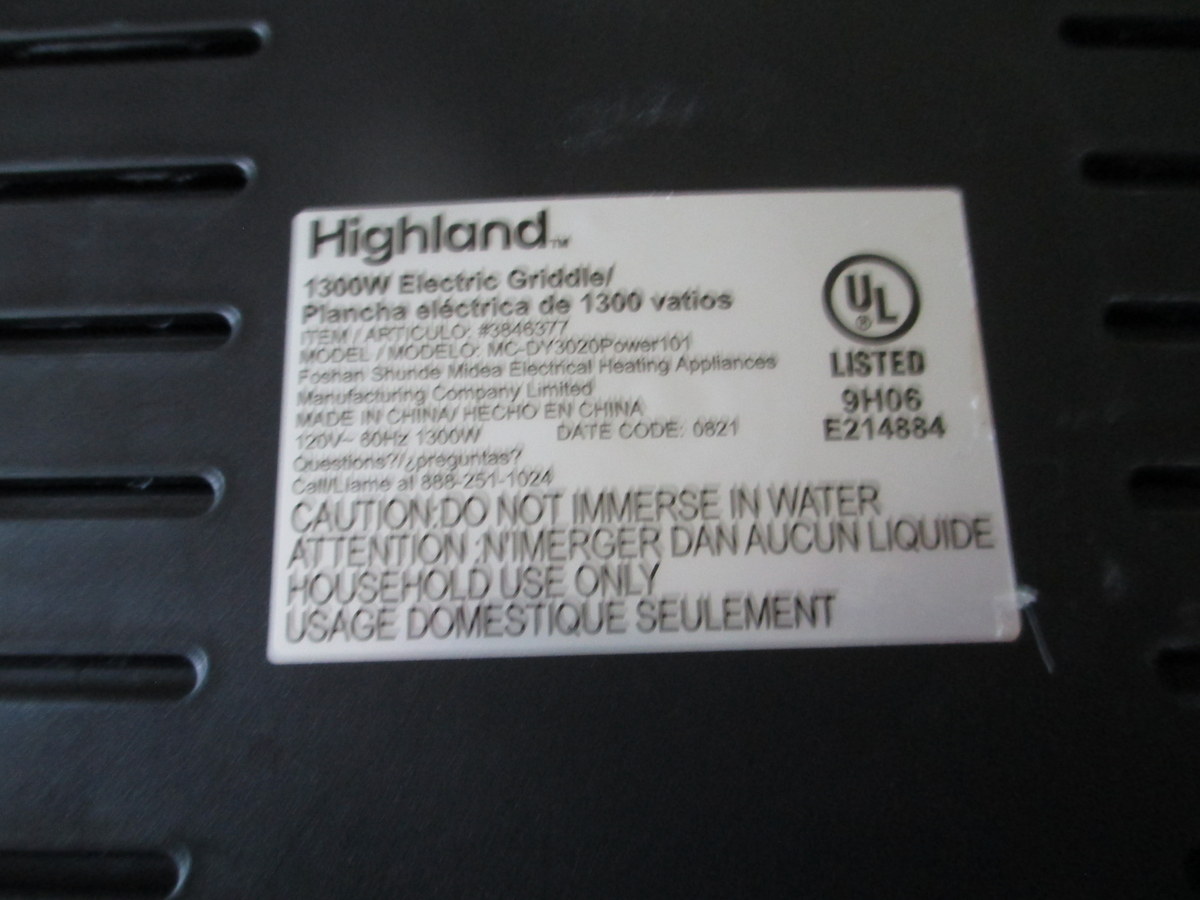 Highland™
1300W Electric Griddle/
Plancha eléctrica de 1300 vatios
ITEM / ARTICULO: #3846377
MODEL / MODELO: MC-DY3020Power101
Foshan Shunde Midea Electrical Heating Appliances
Manufacturing Company Limited
MADE IN CHINA/ HECHO EN CHINA
120V~ 60Hz 1300W DATE CODE: 0821
Questions?/¿preguntas?
Call/Llame al 888-251-1024
UL®
LISTED
9H06
E214884
CAUTION:DO NOT IMMERSE IN WATER
ATTENTION :N'IMERGER DAN AUCUN LIQUIDE
HOUSEHOLD USE ONLY
USAGE DOMESTIQUE SEULEMENT